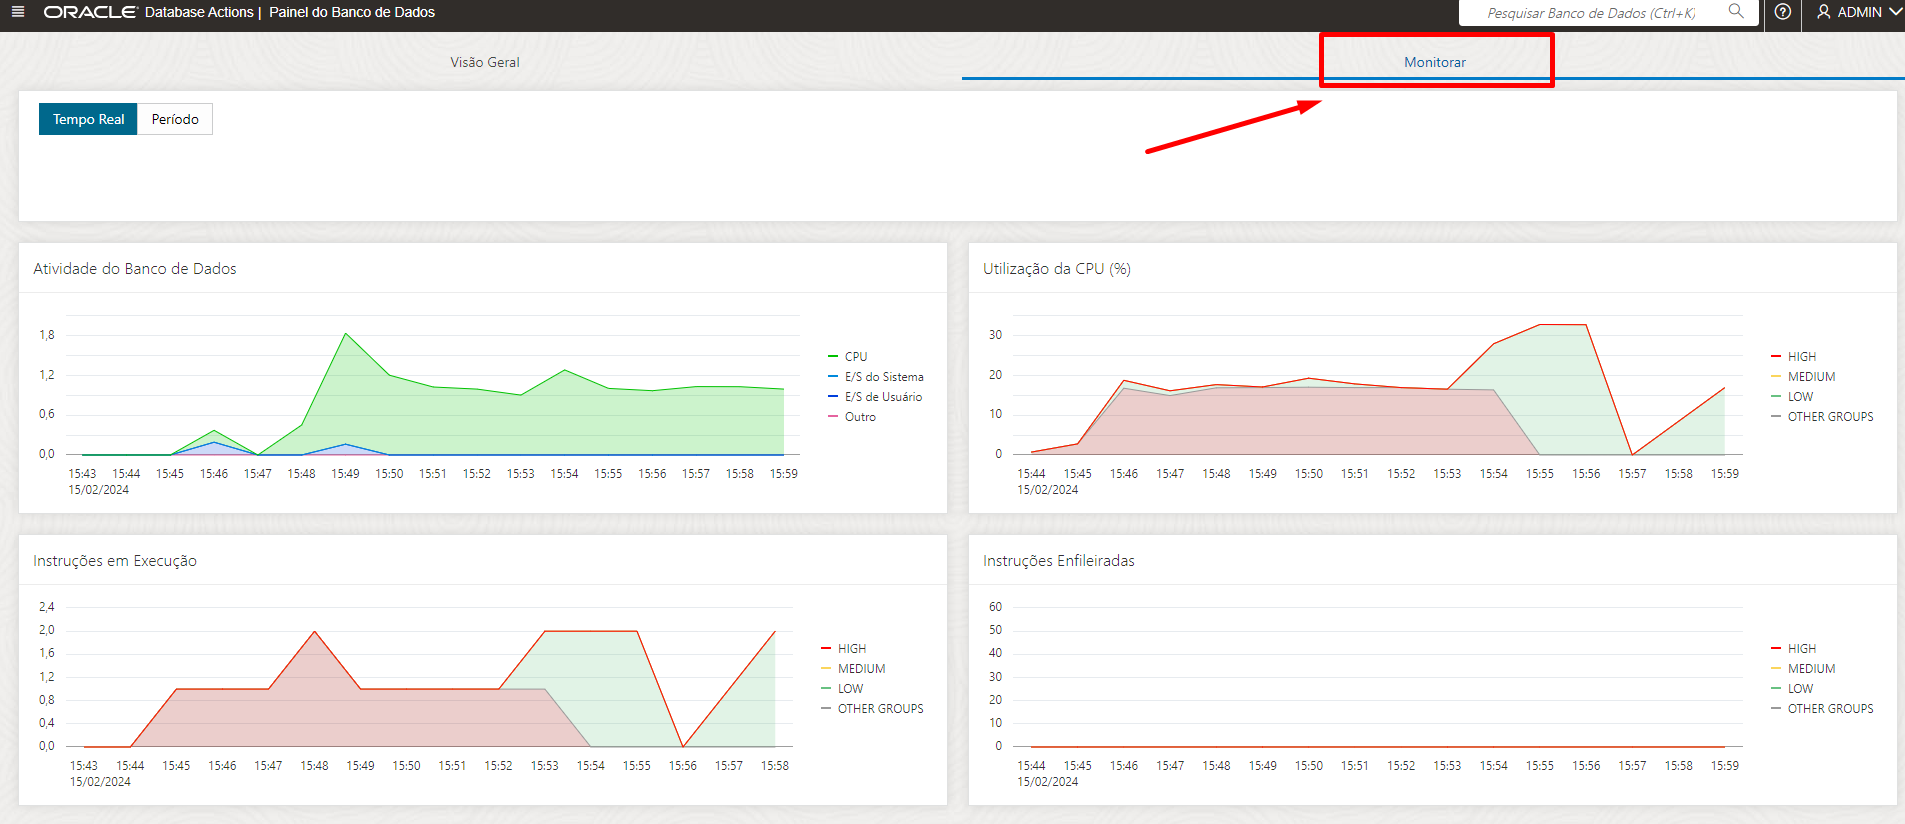 ORACLE Database Actions | Painel do Banco de Dados
Pesquisar Banco de Dados (Ctrl+K)
ADMIN
Visão Geral
Monitorar
Tempo Real
Período
Atividade do Banco de Dados
1,8
1,2
0,6
0,0
15:43 15:44 15:45 15:46 15:47 15:48 15:49 15:50 15:51 15:52 15:53 15:54 15:55 15:56 15:57 15:58 15:59
15/02/2024
CPU
E/S do Sistema
E/S de Usuário
Outro
Utilização da CPU (%)
30
20
10
0
15:44 15:45 15:46 15:47 15:48 15:49 15:50 15:51 15:52 15:53 15:54 15:55 15:56 15:57 15:58 15:59
15/02/2024
HIGH
MEDIUM
LOW
OTHER GROUPS
Instruções em Execução
2,4
2,0
1,6
1,2
0,8
0,4
0,0
15:43 15:44 15:45 15:46 15:47 15:48 15:49 15:50 15:51 15:52 15:53 15:54 15:55 15:56 15:57 15:58
15/02/2024
HIGH
MEDIUM
LOW
OTHER GROUPS
Instruções Enfileiradas
60
50
40
30
20
10
0
15:44 15:45 15:46 15:47 15:48 15:49 15:50 15:51 15:52 15:53 15:54 15:55 15:56 15:57 15:58 15:59
15/02/2024
HIGH
MEDIUM
LOW
OTHER GROUPS